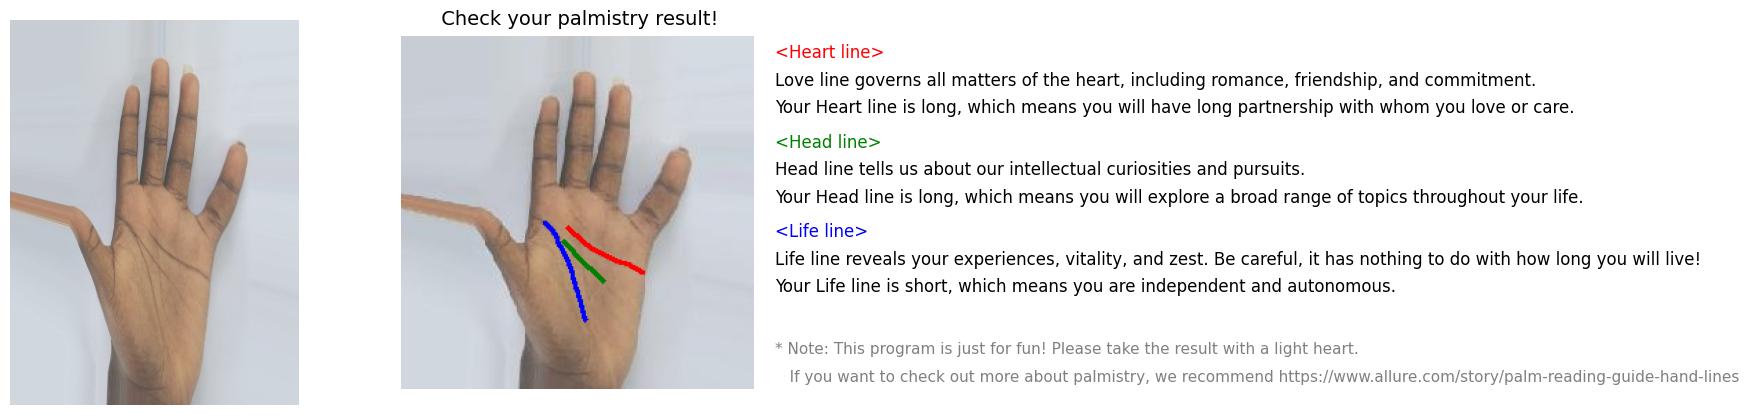 Check your palmistry result!
<Heart line>
Love line governs all matters of the heart, including romance, friendship, and commitment.
Your Heart line is long, which means you will have long partnership with whom you love or care.
<Head line>
Head line tells us about our intellectual curiosities and pursuits.
Your Head line is long, which means you will explore a broad range of topics throughout your life.
<Life line>
Life line reveals your experiences, vitality, and zest. Be careful, it has nothing to do with how long you will live!
Your Life line is short, which means you are independent and autonomous.
* Note: This program is just for fun! Please take the result with a light heart.
If you want to check out more about palmistry, we recommend https://www.allure.com/story/palm-reading-guide-hand-lines